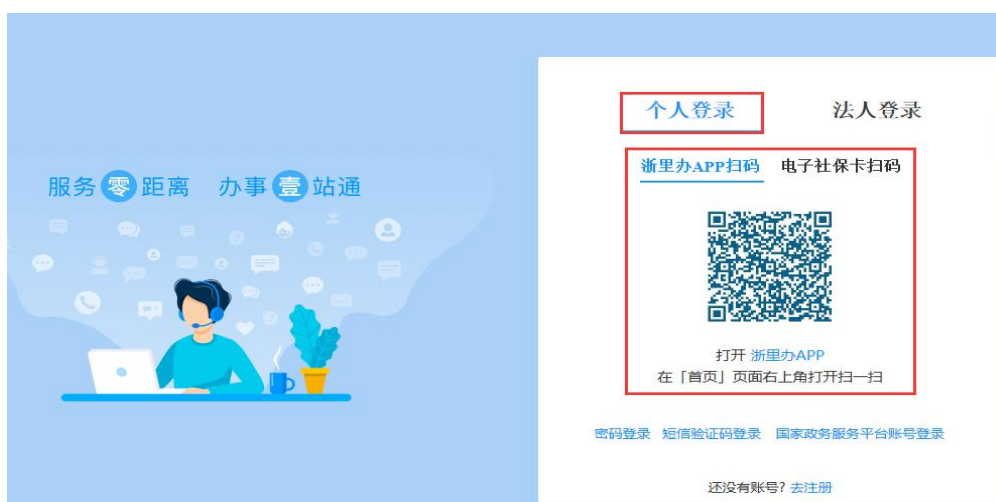 个人登录 法人登录
浙里办APP扫码 电子社保卡扫码
服务零距离 办事壹站通
打开 浙里办APP
在「首页」页面右上角打开扫一扫
密码登录 短信验证码登录 国家政务服务平台账号登录
还没有账号? 去注册